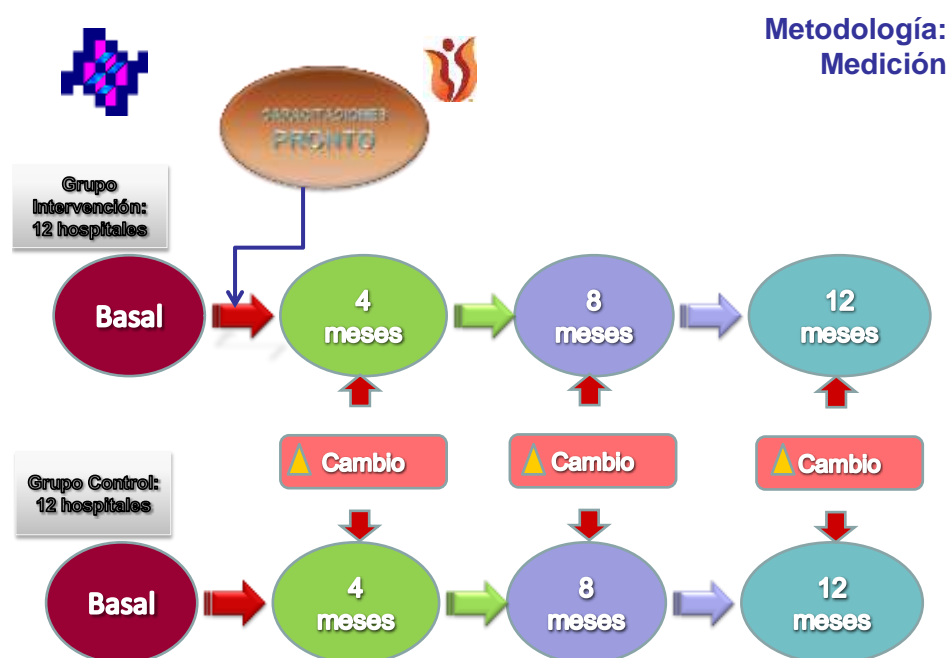 Metodología:
Medición
CAPACITACIONES
PRONTO
Grupo
Intervención:
12 hospitales
Basal
4
meses
8
meses
12
meses
Cambio
Cambio
Cambio
Grupo Control:
12 hospitales
Basal
4
meses
8
meses
12
meses